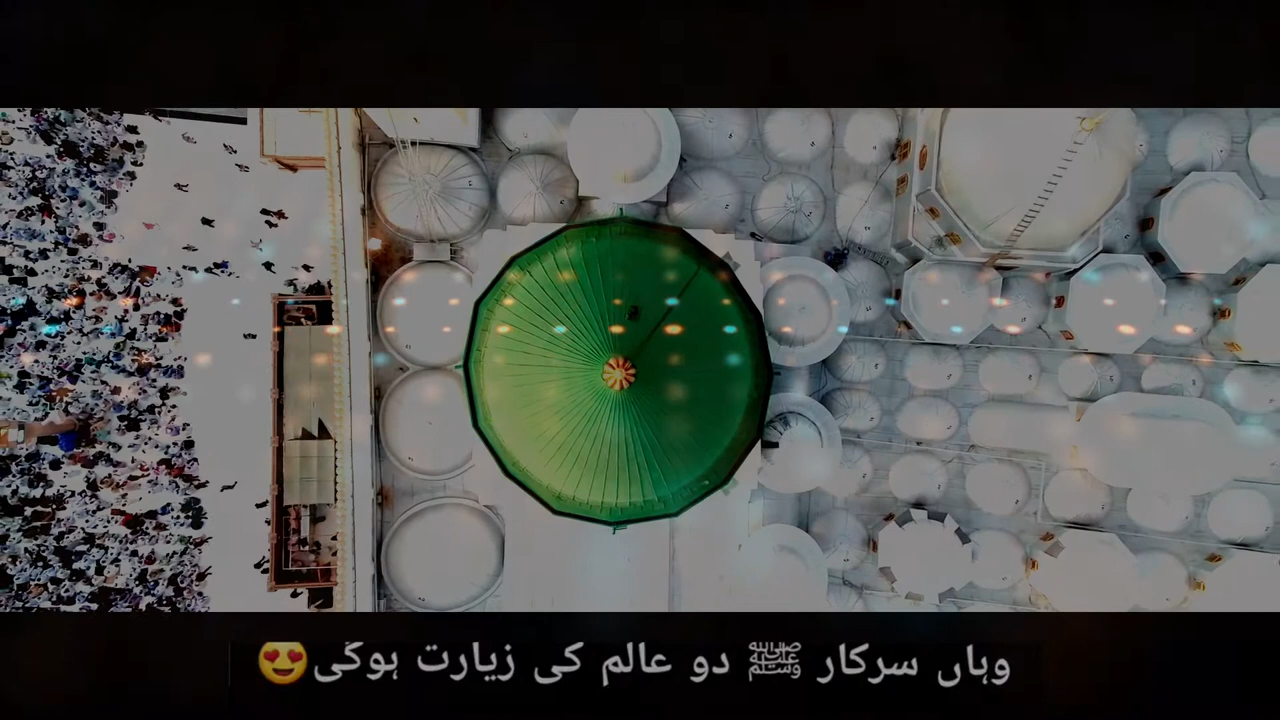 وہاں سرکار ﷺ دو عالم کی زیارت ہوگی😍